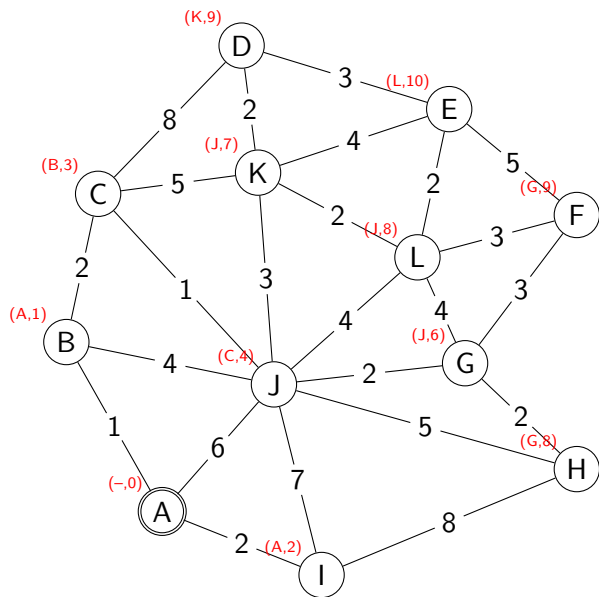 (K,9)
D
3
(L,10)
E
8
2
4
5
(J,7)
K
(B,3)
C
5
2
(G,9)
F
2
(J,8)
L
3
2
1
3
4
4
3
(A,1)
B
4
(C,4)
J
2
(J,6)
G
1
6
5
2
(G,8)
H
7
(–,0)
A
2
(A,2)
I
8